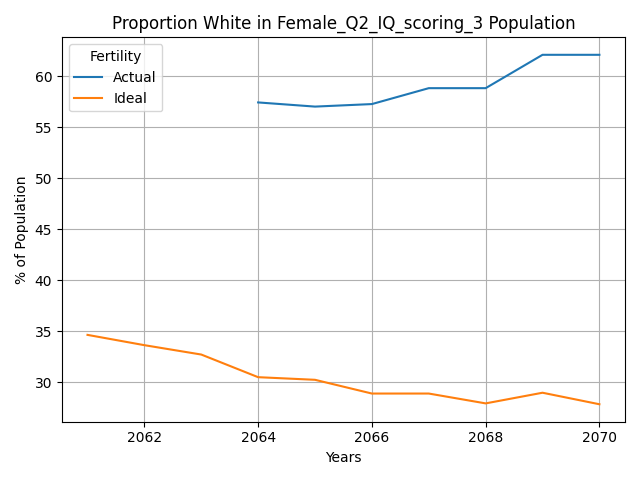 Proportion White in Female_Q2_IQ_scoring_3 Population
Fertility
Actual
Ideal
% of Population
60
55
50
45
40
35
30
2062
2064
2066
2068
2070
Years